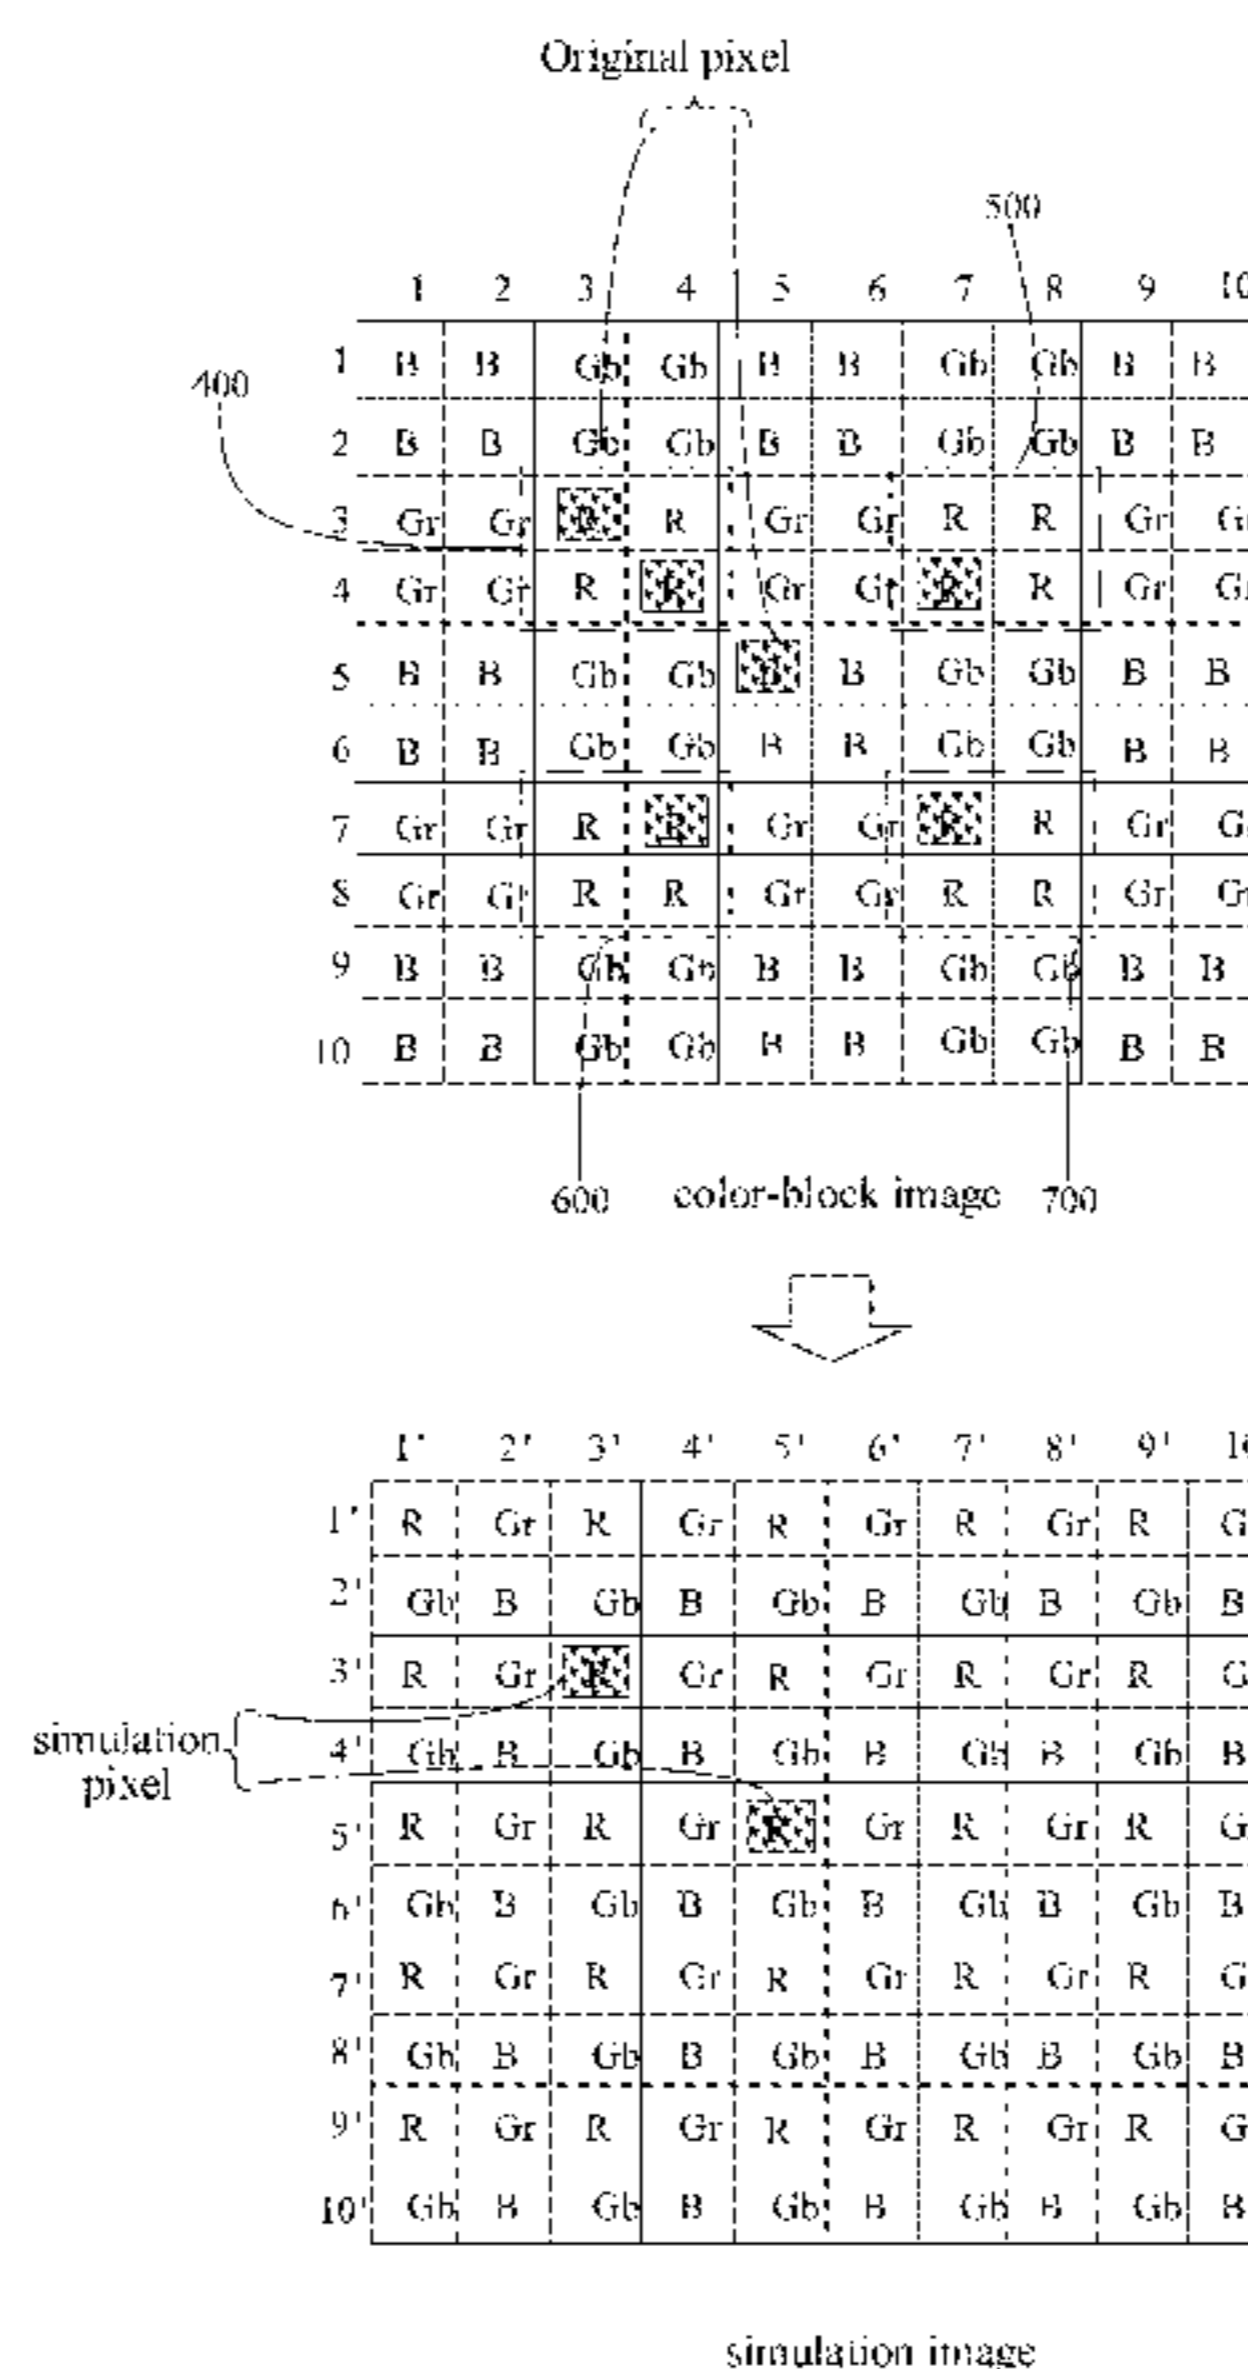 Original pixel
500
1 2 3 4 5 6 7 8 9 10
400
1 B B Gb Gb B B Gb Gb B B
2 B B Gb Gb B B Gb Gb B B
3 Gr Gr R R Gr Gr R R Gr G
4 Gr Gr R R Gr Gr R R Gr G
5 B B Gb Gb B B Gb Gb B B
6 B B Gb Gb B B Gb Gb B B
7 Gr Gr R R Gr Gr R R Gr G
8 Gr Gr R R Gr Gr R R Gr Gr
9 B B Gb Gb B B Gb Gb B B
10 B B Gb Gb B B Gb Gb B B
600 color-block image 700
1' 2' 3' 4' 5' 6' 7' 8' 9' 10
1' R Gr R Gr R Gr R Gr R G
2' Gb B Gb B Gb B Gb B Gb B
3' R Gr R Gr R Gr R Gr R G
simulation
pixel
4' Gb B Gb B Gb B Gb B Gb B
5' R Gr R Gr R Gr R Gr R G
6' Gb B Gb B Gb B Gb B Gb B
7' R Gr R Gr R Gr R Gr R G
8' Gb B Gb B Gb B Gb B Gb B
9' R Gr R Gr R Gr R Gr R G
10' Gb B Gb B Gb B Gb B Gb B
simulation image